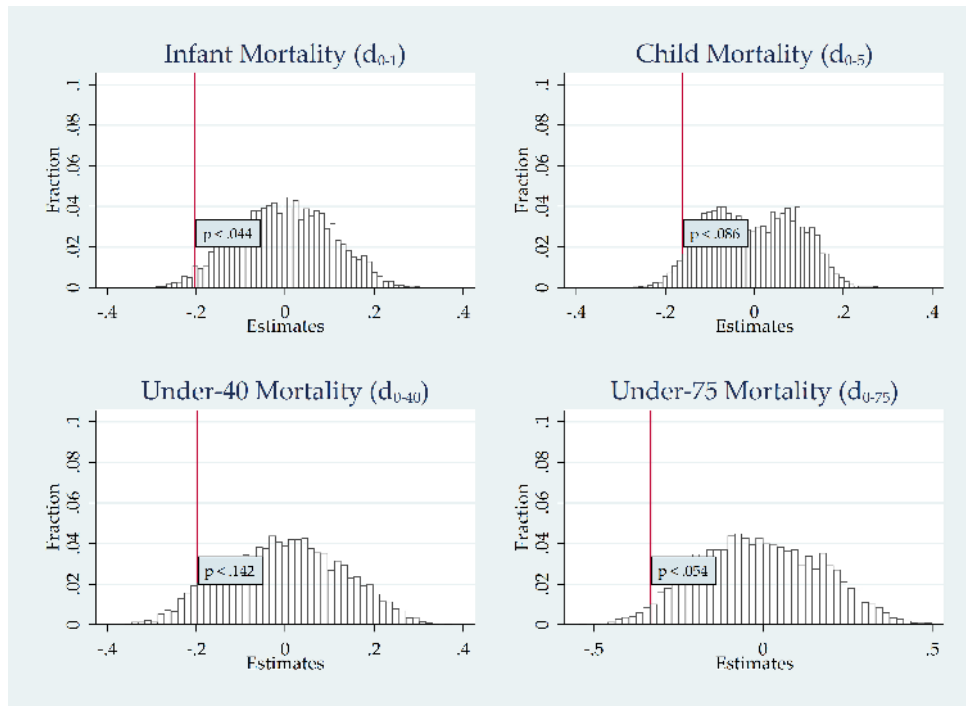 Infant Mortality (d0-1)
Fraction
.1
.08
.06
.04
.02
0
p < .044
-.4 -.2 0 .2 .4
Estimates
Child Mortality (d0-5)
Fraction
.1
.08
.06
.04
.02
0
p < .086
-.4 -.2 0 .2 .4
Estimates
Under-40 Mortality (d0-40)
Fraction
.1
.08
.06
.04
.02
0
p < .142
-.4 -.2 0 .2 .4
Estimates
Under-75 Mortality (d0-75)
Fraction
.1
.08
.06
.04
.02
0
p < .054
-.5 0 .5
Estimates